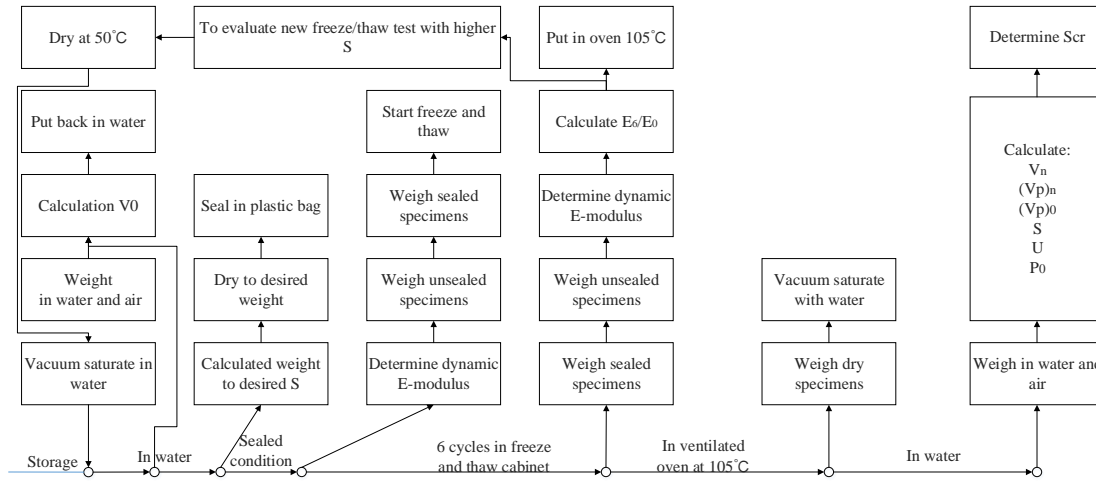 Dry at 50℃
To evaluate new freeze/thaw test with higher
S
Put in oven 105℃
Determine Scr
Put back in water
Start freeze and
thaw
Calculate E6/E0
Calculate:
Vn
(Vp)n
(Vp)0
S
U
P0
Calculation V0
Seal in plastic bag
Weigh sealed
specimens
Determine dynamic
E-modulus
Weight
in water and air
Dry to desired
weight
Weigh unsealed
specimens
Weigh unsealed
specimens
Vacuum saturate
with water
Vacuum saturate in
water
Calculated weight
to desired S
Determine dynamic
E-modulus
Weigh sealed
specimens
Weigh dry
specimens
Weigh in water and
air
Storage
In water
Sealed
condition
6 cycles in freeze
and thaw cabinet
In ventilated
oven at 105℃
In water